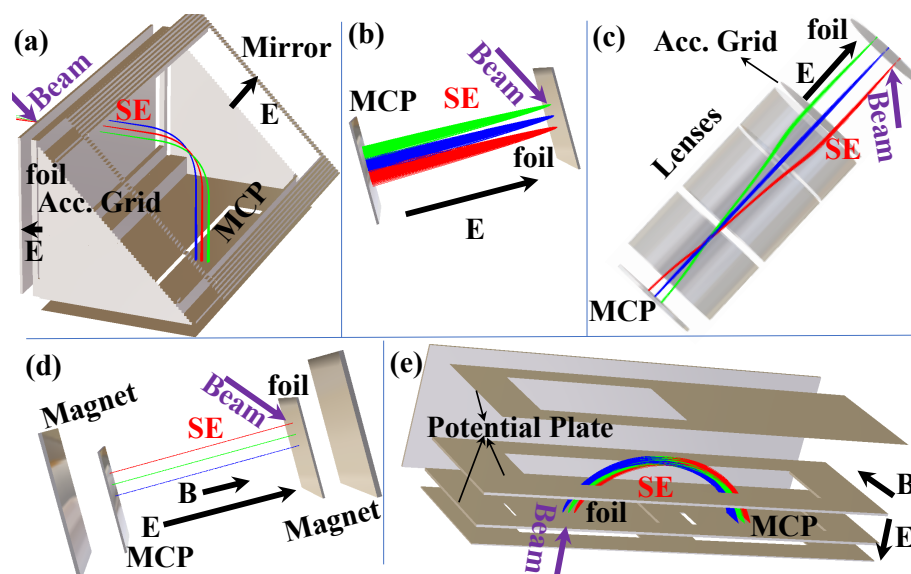 (a)
Mirror
Beam
SE
E
foil
Acc. Grid
MCP
E
(b)
Beam
MCP
SE
foil
E
(c)
foil
Acc. Grid
E
Beam
Lenses
SE
MCP
(d)
foil
Beam
Magnet
SE
B
E
Magnet
MCP
(e)
Potential Plate
B
SE
foil
MCP
E
Beam